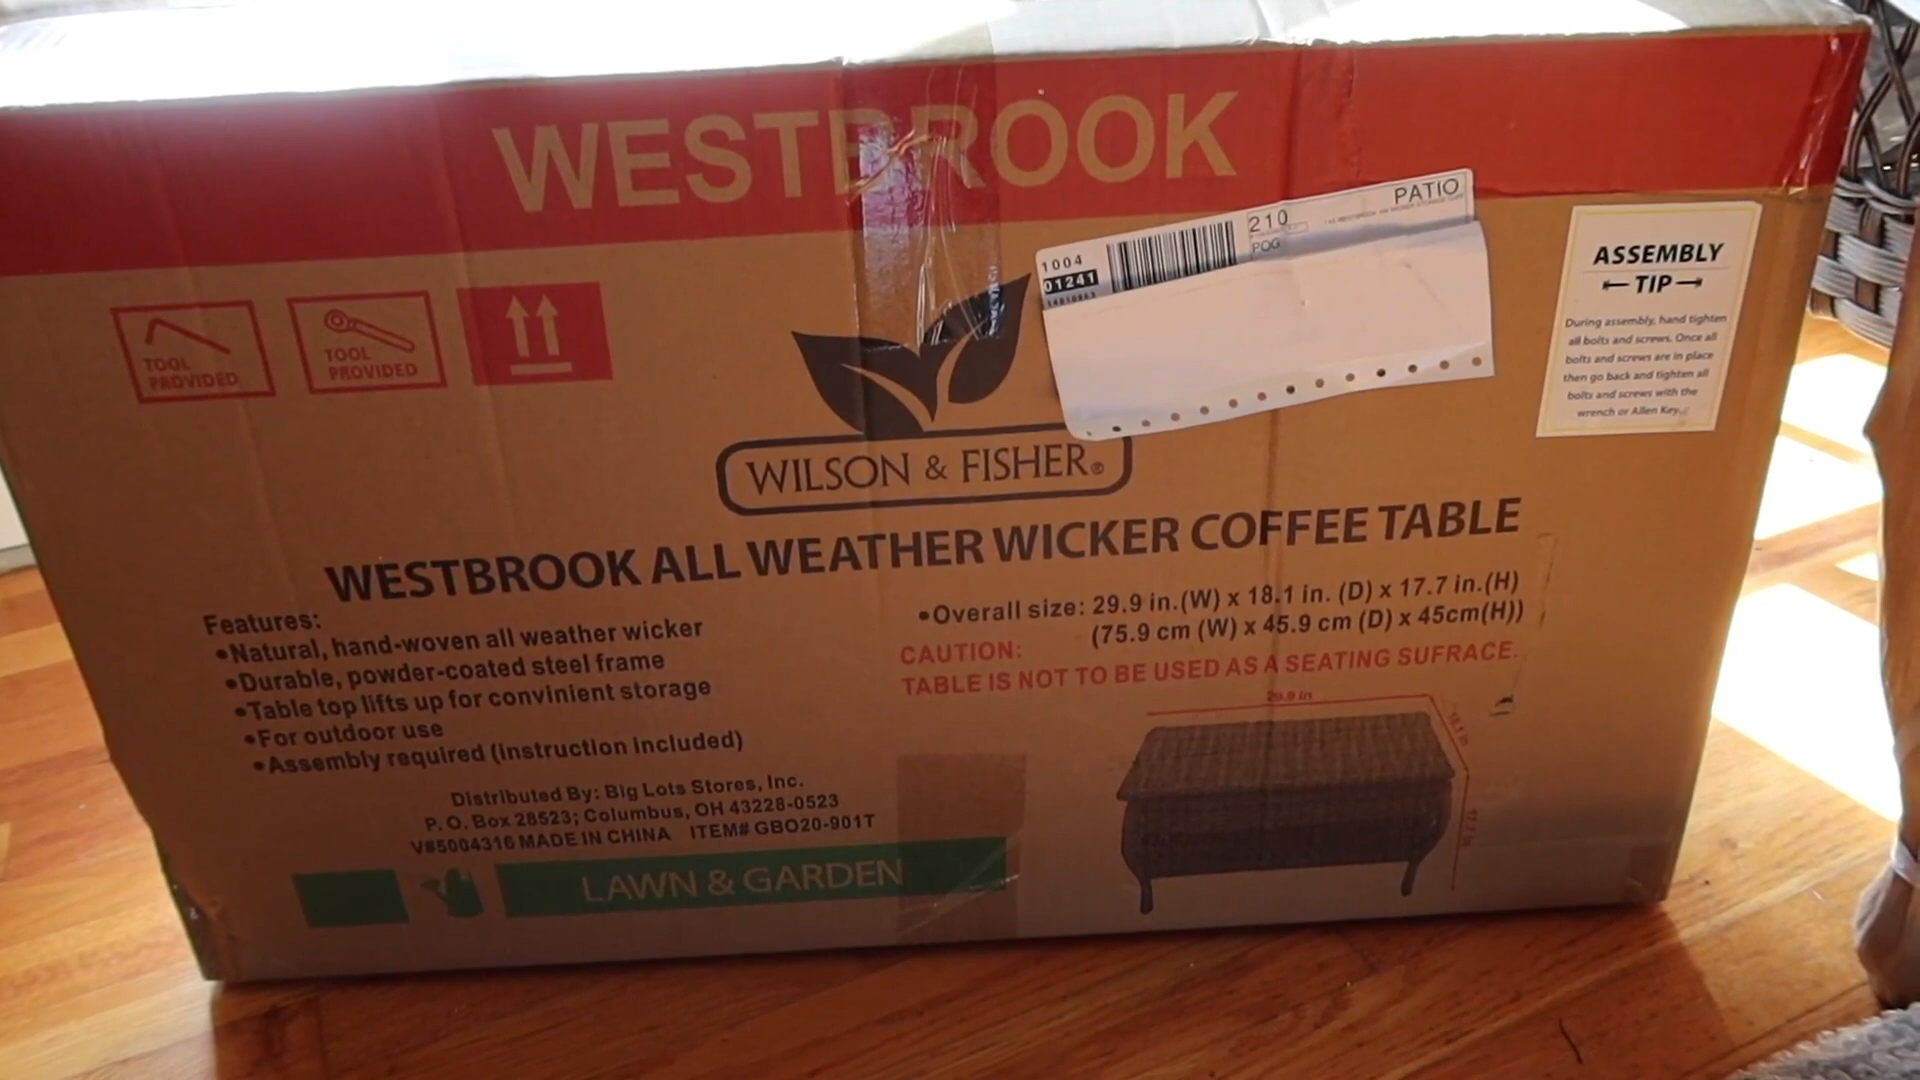 WESTBROOK
PATIO
210
POG
1004
01241
TOOL
PROVIDED
TOOL
PROVIDED
ASSEMBLY
TIP
During assembly, hand tighten
all bolts and screws. Once all
bolts and screws are in place
then go back and tighten all
bolts and screws with the
wrench or Allen Key.
WILSON & FISHER®
WESTBROOK ALL WEATHER WICKER COFFEE TABLE
Features:
•Natural, hand-woven all weather wicker
•Durable, powder-coated steel frame
•Table top lifts up for convinient storage
•For outdoor use
•Assembly required (instruction included)
•Overall size: 29.9 in.(W) x 18.1 in. (D) x 17.7 in.(H)
(75.9 cm (W) x 45.9 cm (D) x 45cm(H))
CAUTION:
TABLE IS NOT TO BE USED AS A SEATING SUFRACE.
29.9 in
18.1 in
17.7 in
Distributed By: Big Lots Stores, Inc.
P.O. Box 28523; Columbus, OH 43228-0523
V#5004316 MADE IN CHINA ITEM# GBO20-901T
LAWN & GARDEN